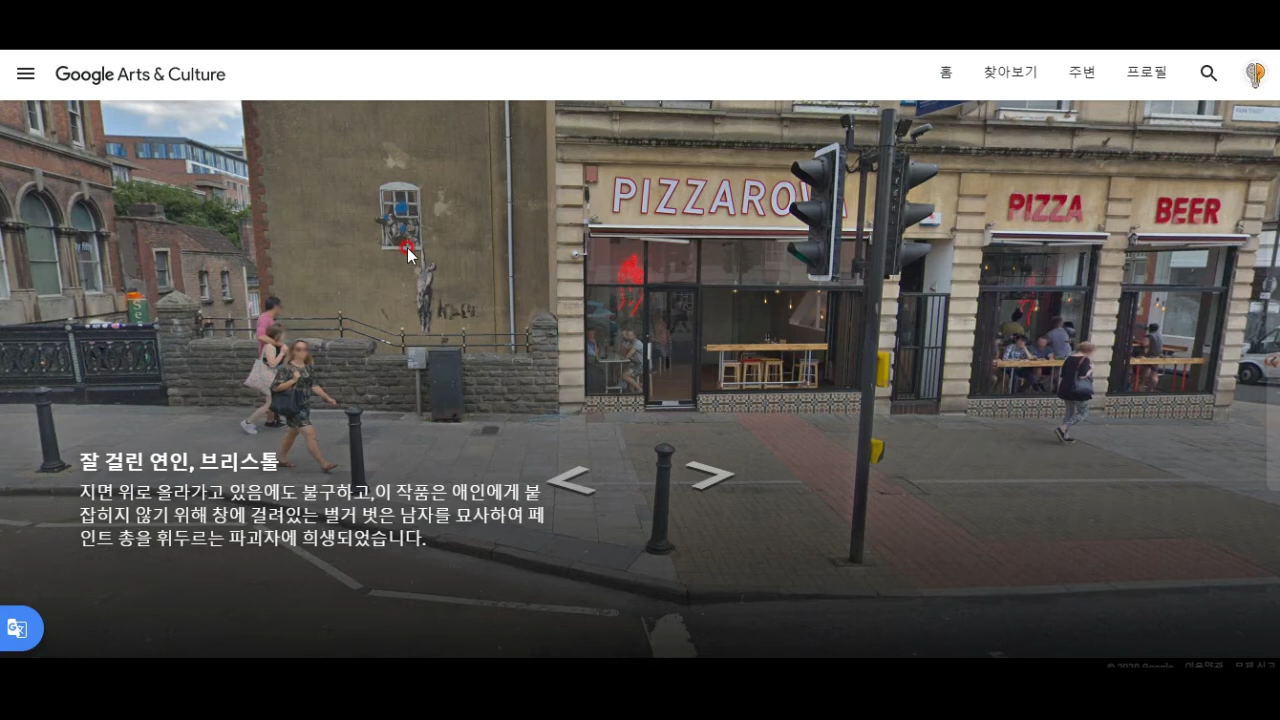 Google Arts & Culture
홈
찾아보기
주변
프로필
PIZZARO
PIZZA
BEER
잘 걸린 연인, 브리스톨
지면 위로 올라가고 있음에도 불구하고,이 작품은 애인에게 붙
잡히지 않기 위해 창에 걸려있는 벌거 벗은 남자를 묘사하여 페
인트 총을 휘두르는 파괴자에 희생되었습니다.